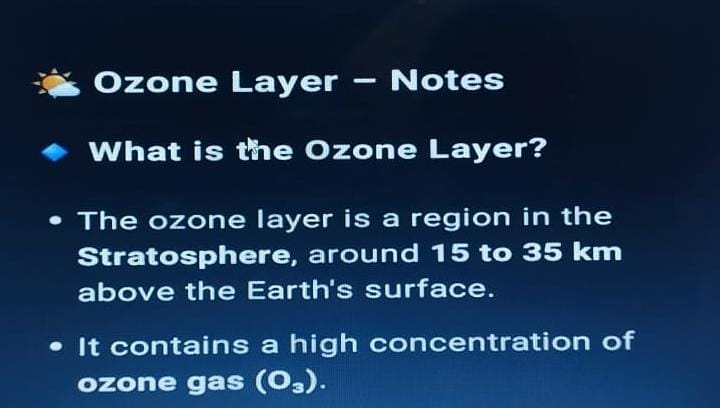 🌤️ Ozone Layer – Notes
🔷 What is the Ozone Layer?
• The ozone layer is a region in the
Stratosphere, around 15 to 35 km
above the Earth's surface.
• It contains a high concentration of
ozone gas (O₃).